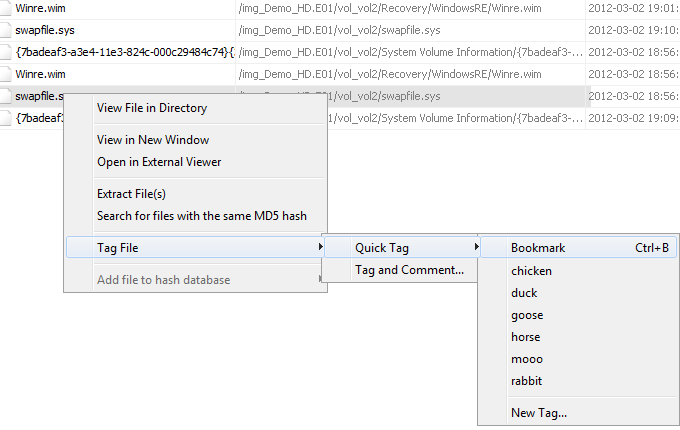 Winre.wim /img_Demo_HD.E01/vol_vol2/Recovery/WindowsRE/Winre.wim 2012-03-02 19:01:
swapfile.sys /img_Demo_HD.E01/vol_vol2/swapfile.sys 2012-03-02 19:10:
{7badeaf3-a3e4-11e3-824c-000c29484c74}{ /img_Demo_HD.E01/vol_vol2/System Volume Information/{7badeaf3-... 2012-03-02 18:56:
Winre.wim /img_Demo_HD.E01/vol_vol2/Recovery/WindowsRE/Winre.wim 2012-03-02 18:56:
swapfile.s /vol_vol2/swapfile.sys 2012-03-02 18:56:
{7badeaf3 /vol_vol2/System Volume Information/{7badeaf3-... 2012-03-02 19:09:
View File in Directory
View in New Window
Open in External Viewer
Extract File(s)
Search for files with the same MD5 hash
Tag File
Add file to hash database
Quick Tag
Tag and Comment...
Bookmark Ctrl+B
chicken
duck
goose
horse
mooo
rabbit
New Tag...